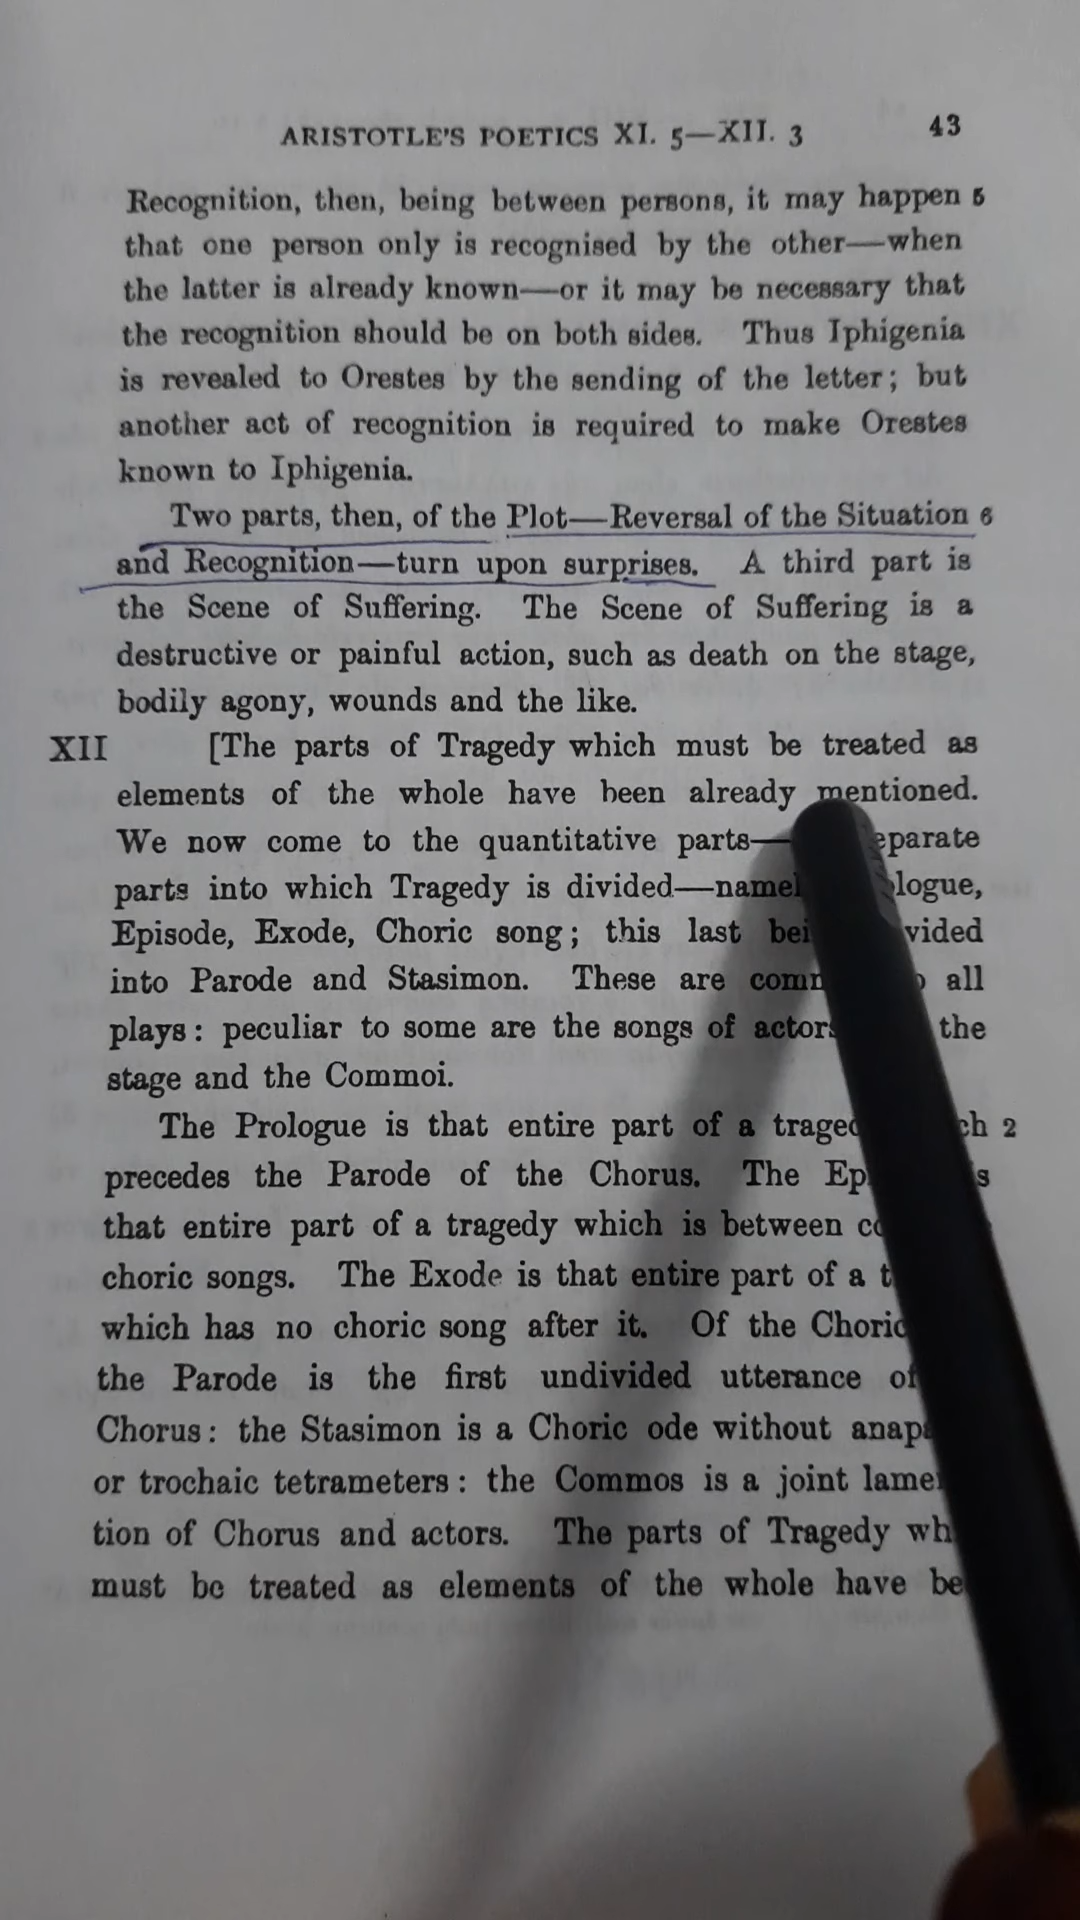 ARISTOTLE'S POETICS XI. 5—XII. 3 43
Recognition, then, being between persons, it may happen 5
that one person only is recognised by the other—when
the latter is already known—or it may be necessary that
the recognition should be on both sides. Thus Iphigenia
is revealed to Orestes by the sending of the letter; but
another act of recognition is required to make Orestes
known to Iphigenia.
Two parts, then, of the Plot—Reversal of the Situation 6
and Recognition—turn upon surprises. A third part is
the Scene of Suffering. The Scene of Suffering is a
destructive or painful action, such as death on the stage,
bodily agony, wounds and the like.
XII [The parts of Tragedy which must be treated as
elements of the whole have been already mentioned.
We now come to the quantitative parts—
parts into which Tragedy is divided—
Episode, Exode, Choric song; this last
into Parode and Stasimon. These are all
plays: peculiar to some are the songs of the
stage and the Commoi.
The Prologue is that entire part of a 2
precedes the Parode of the Chorus. The
that entire part of a tragedy which is between
choric songs. The Exode is that entire part of a
which has no choric song after it. Of the
the Parode is the first undivided utterance
Chorus: the Stasimon is a Choric ode without
or trochaic tetrameters: the Commos is a joint
tion of Chorus and actors. The parts of Tragedy
must be treated as elements of the whole have